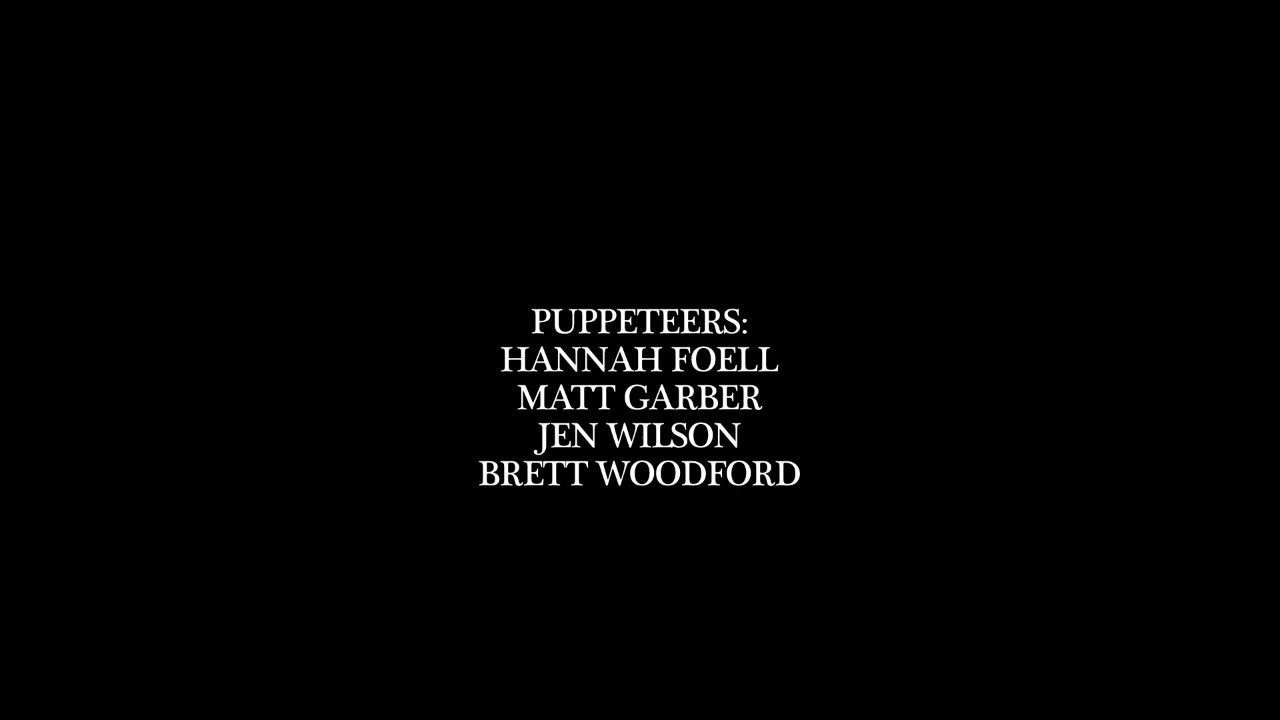 PUPPETEERS:
HANNAH FOELL
MATT GARBER
JEN WILSON
BRETT WOODFORD